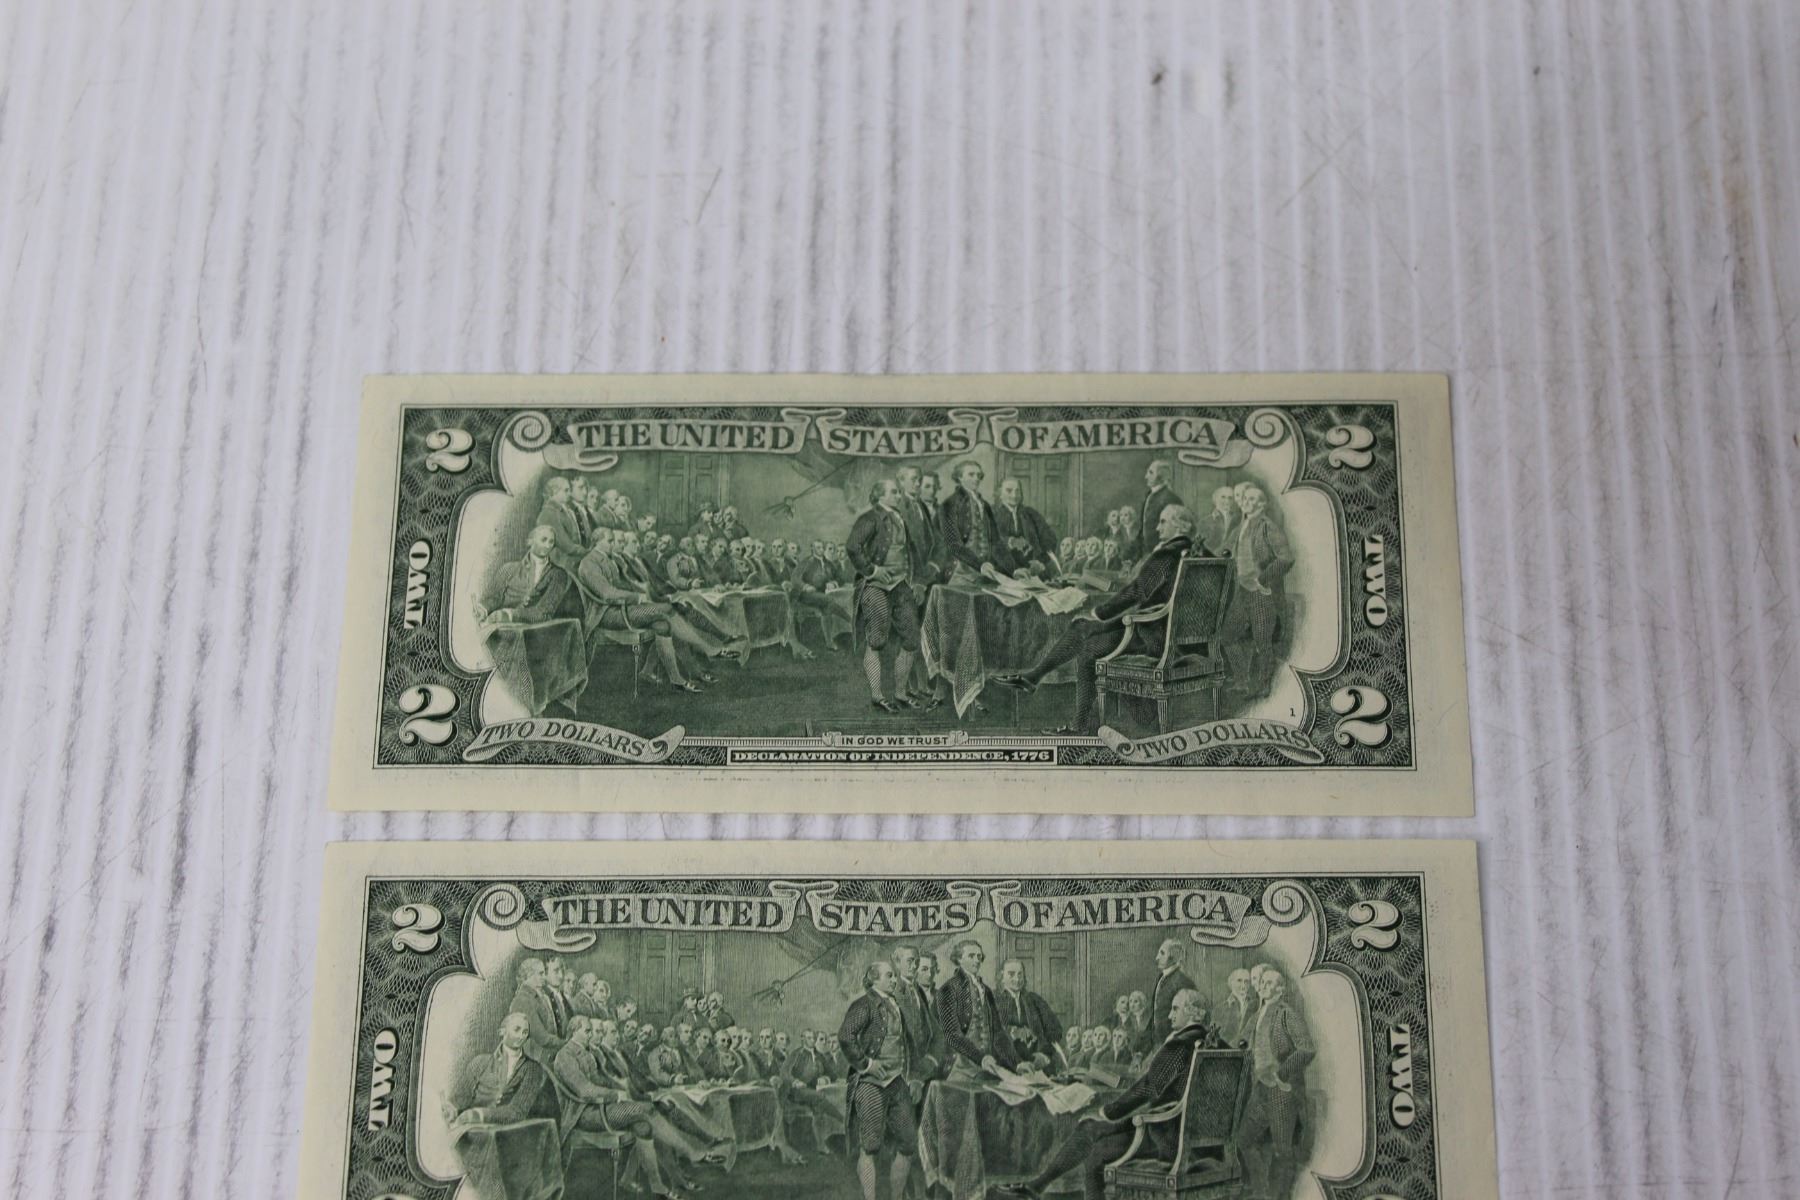 2 THE UNITED STATES OF AMERICA 2
TWO TWO
1
2 TWO DOLLARS IN GOD WE TRUST TWO DOLLARS 2
DECLARATION OF INDEPENDENCE, 1776
2 THE UNITED STATES OF AMERICA 2
TWO TWO